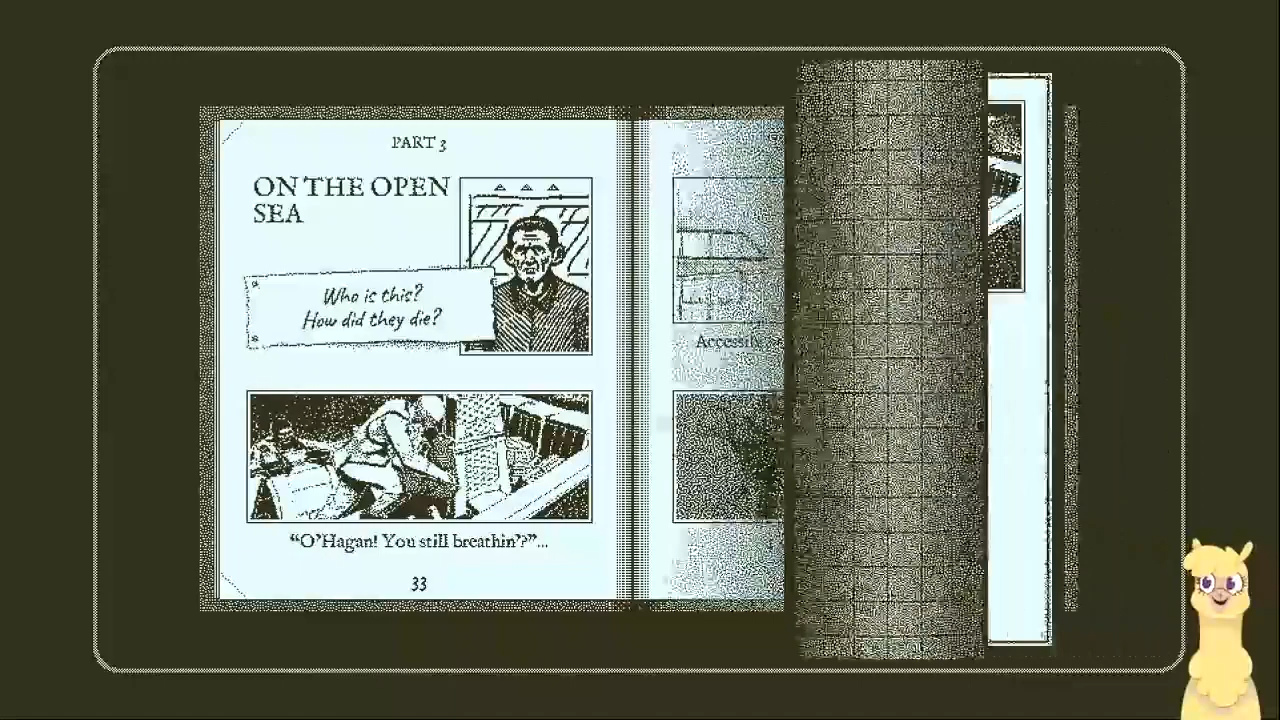 PART 3
ON THE OPEN
SEA
Who is this?
How did they die?
"O'Hagan! You still breathin'?"...
33